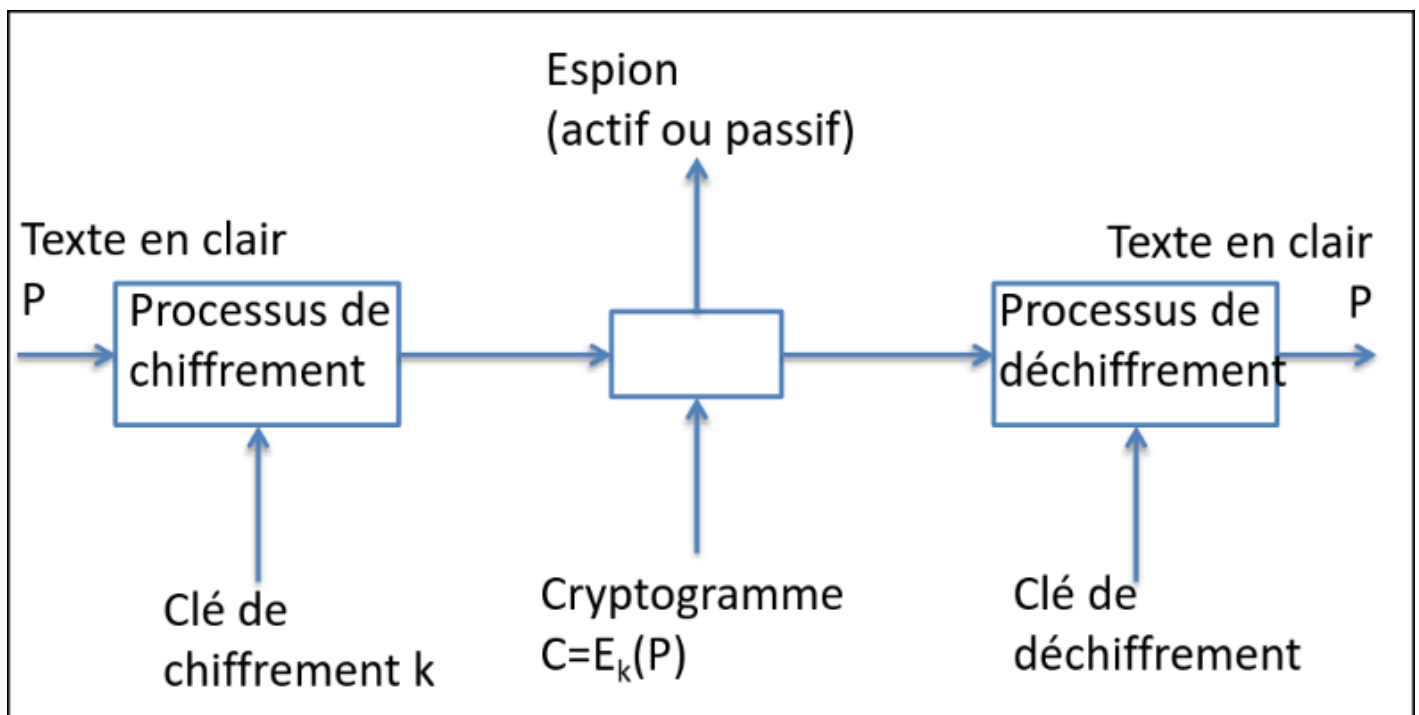 Espion
(actif ou passif)
Texte en clair
P
Processus de
chiffrement
Texte en clair
P
Processus de
déchiffrement
Clé de
chiffrement k
Cryptogramme
C=Ek(P)
Clé de
déchiffrement